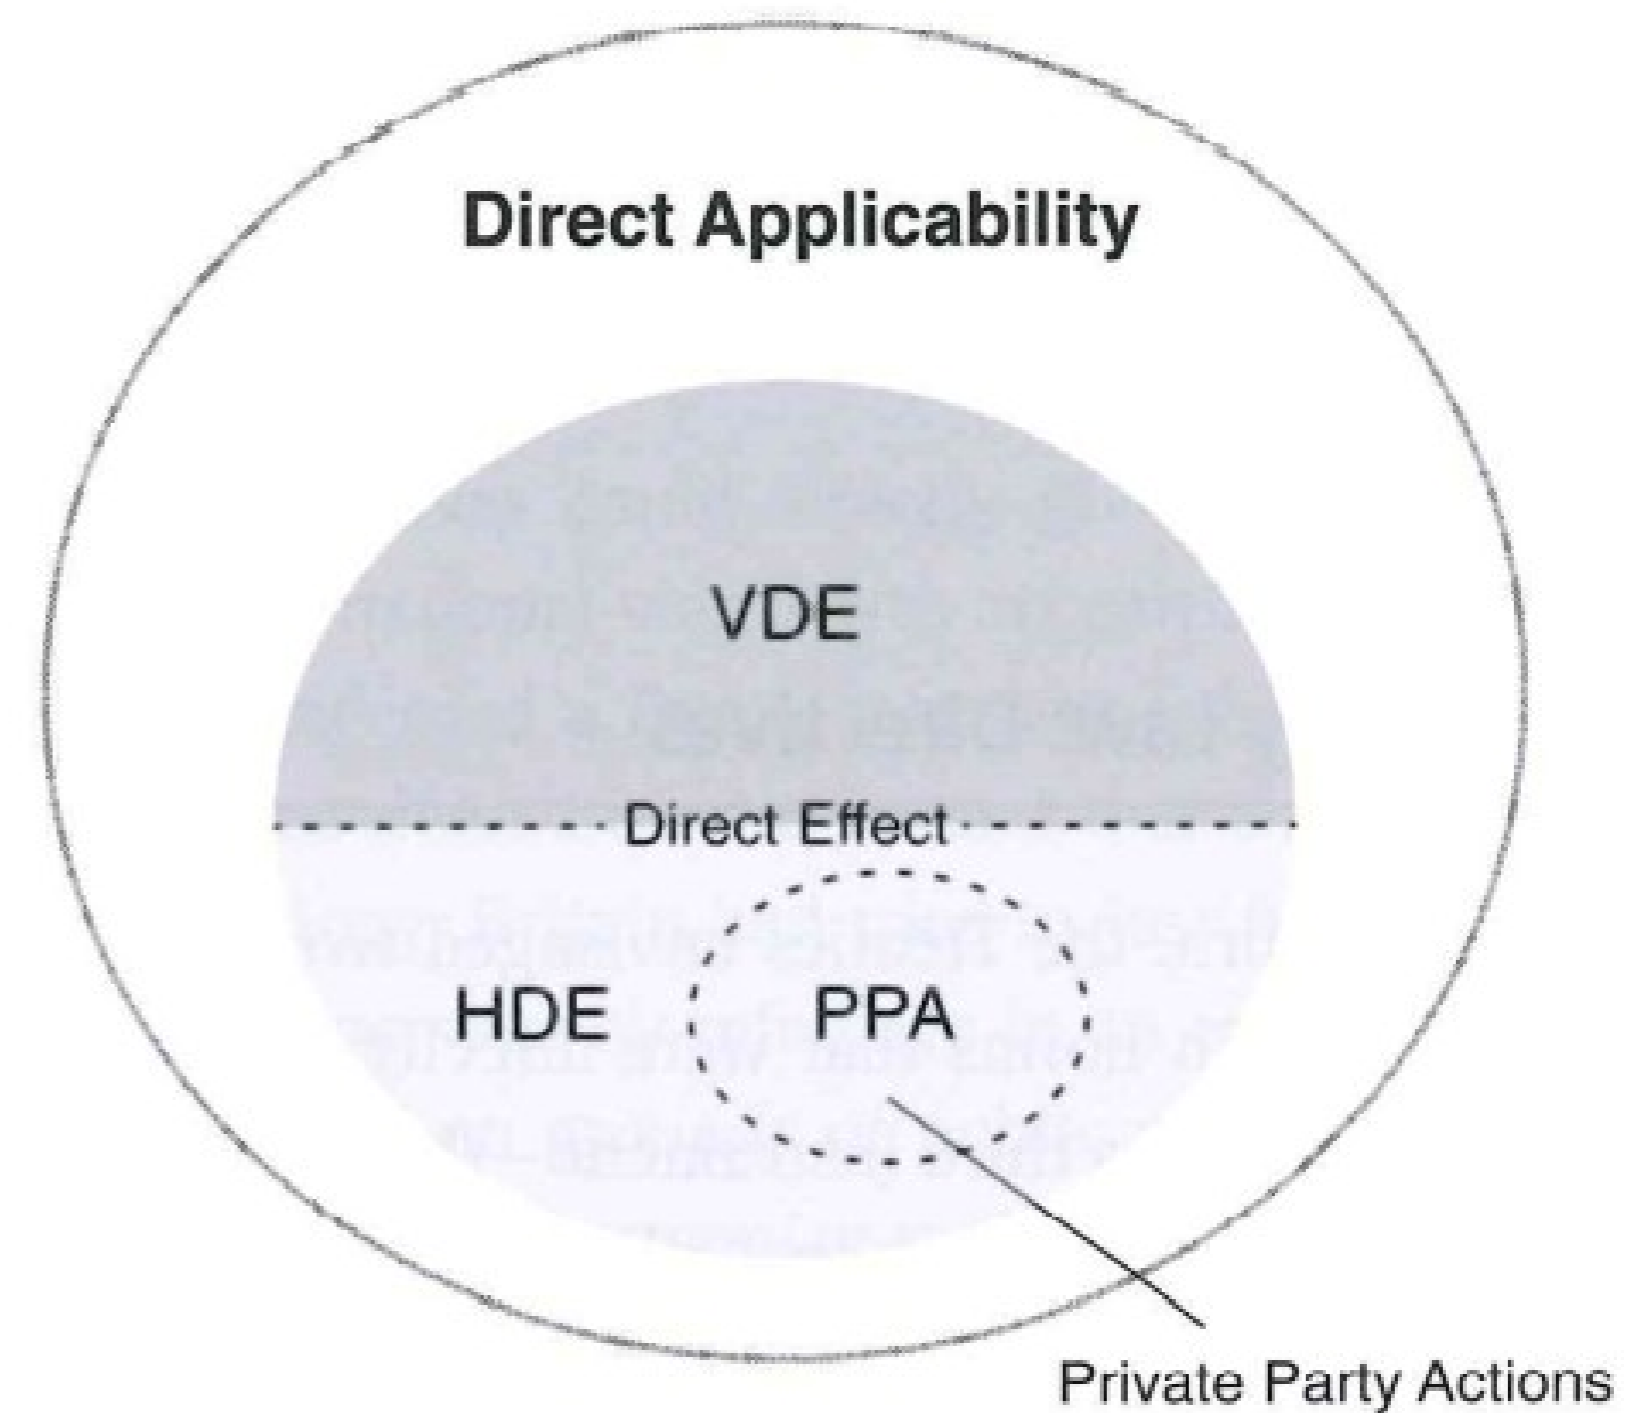 Direct Applicability
VDE
Direct Effect
HDE
PPA
Private Party Actions